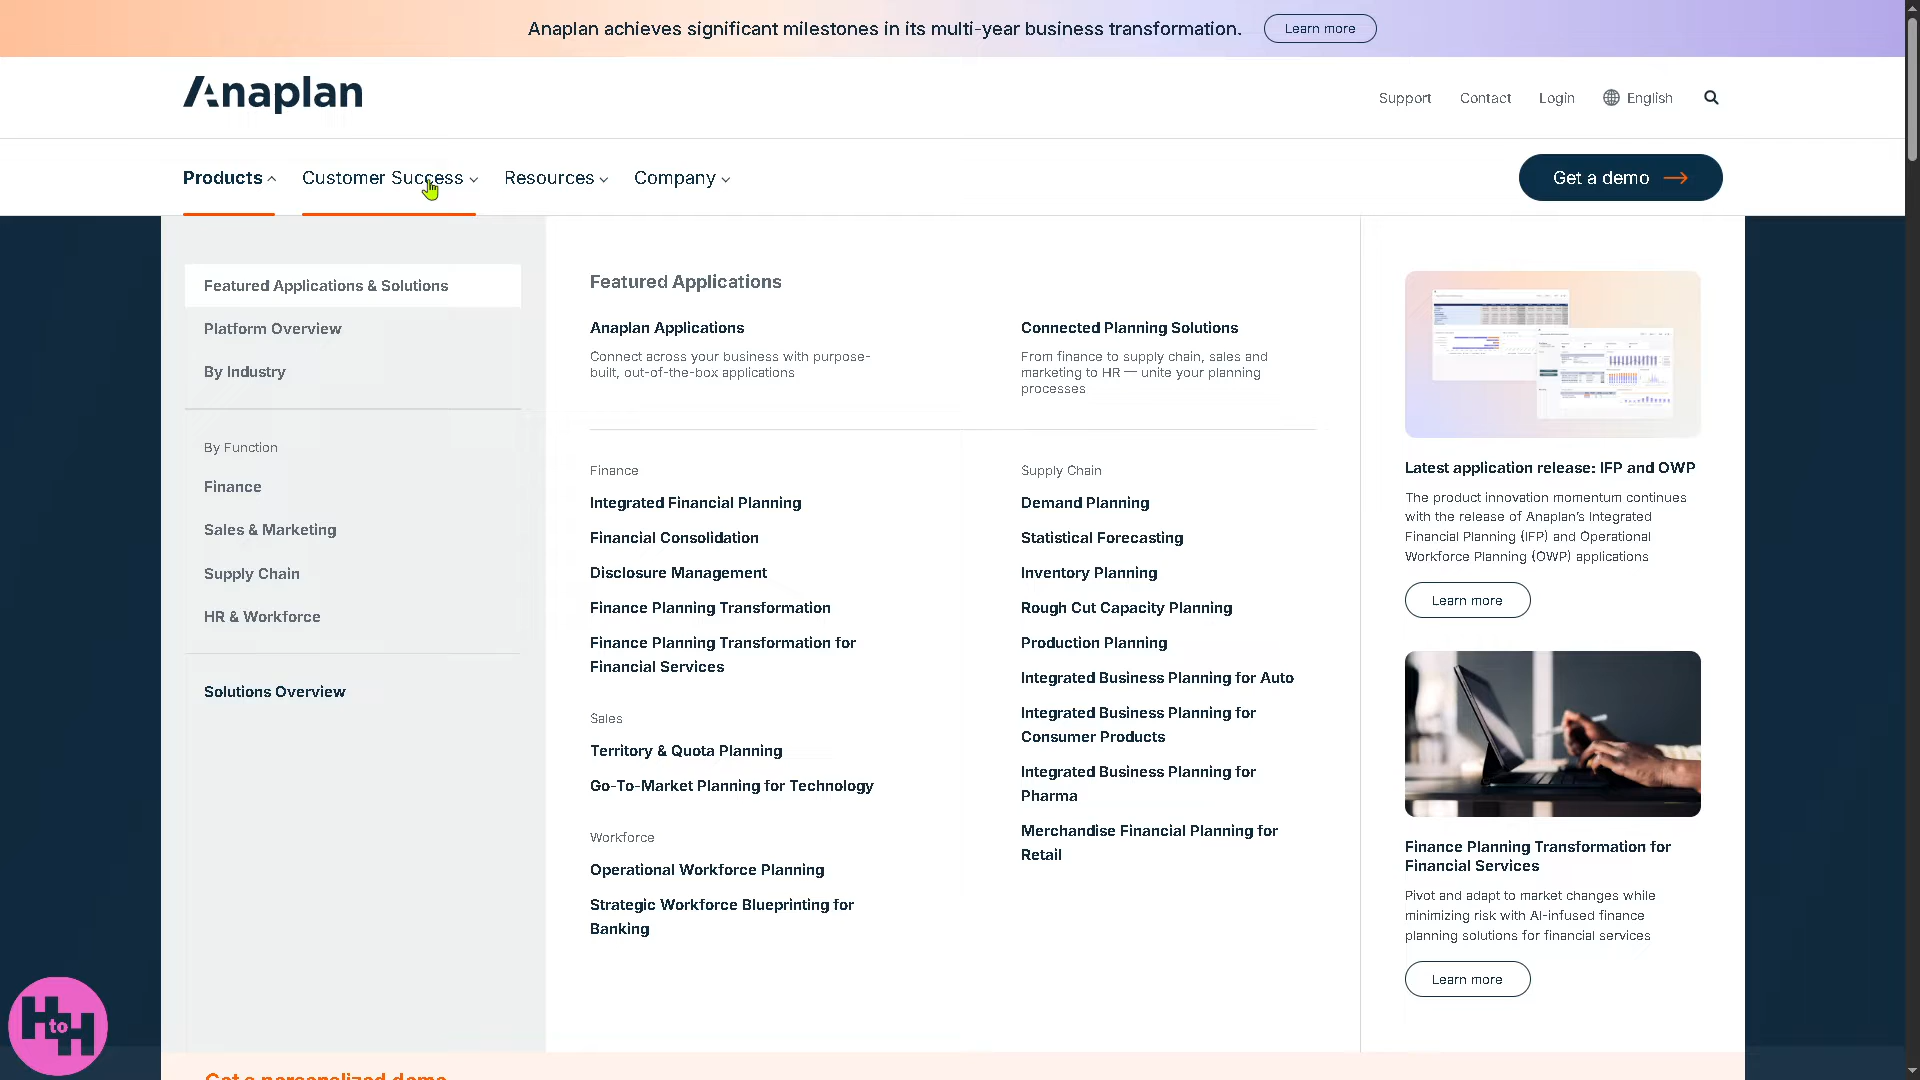 Anaplan achieves significant milestones in its multi-year business transformation. Learn more
Anaplan
Support Contact Login English
Products Customer Success Resources Company Get a demo
Featured Applications & Solutions
Platform Overview
By Industry
By Function
Finance
Sales & Marketing
Supply Chain
HR & Workforce
Solutions Overview
Featured Applications
Anaplan Applications
Connect across your business with purpose-
built, out-of-the-box applications
Connected Planning Solutions
From finance to supply chain, sales and
marketing to HR — unite your planning
processes
Finance
Integrated Financial Planning
Financial Consolidation
Disclosure Management
Finance Planning Transformation
Finance Planning Transformation for
Financial Services
Sales
Territory & Quota Planning
Go-To-Market Planning for Technology
Workforce
Operational Workforce Planning
Strategic Workforce Blueprinting for
Banking
Supply Chain
Demand Planning
Statistical Forecasting
Inventory Planning
Rough Cut Capacity Planning
Production Planning
Integrated Business Planning for Auto
Integrated Business Planning for
Consumer Products
Integrated Business Planning for
Pharma
Merchandise Financial Planning for
Retail
Latest application release: IFP and OWP
The product innovation momentum continues
with the release of Anaplan's Integrated
Financial Planning (IFP) and Operational
Workforce Planning (OWP) applications
Learn more
Finance Planning Transformation for
Financial Services
Pivot and adapt to market changes while
minimizing risk with AI-infused finance
planning solutions for financial services
Learn more
H to H
Get a personalized demo